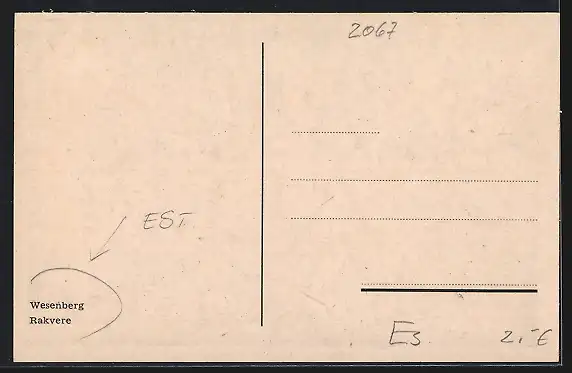 2067
EST.
Wesenberg
Rakvere
Es
2,-€